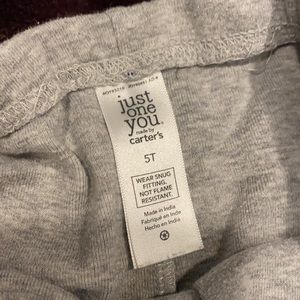 just
one
you.
made by
carter's
5T
WEAR SNUG
FITTING.
NOT FLAME
RESISTANT.
Made in India
Fabriqué en Inde
Hecho en India